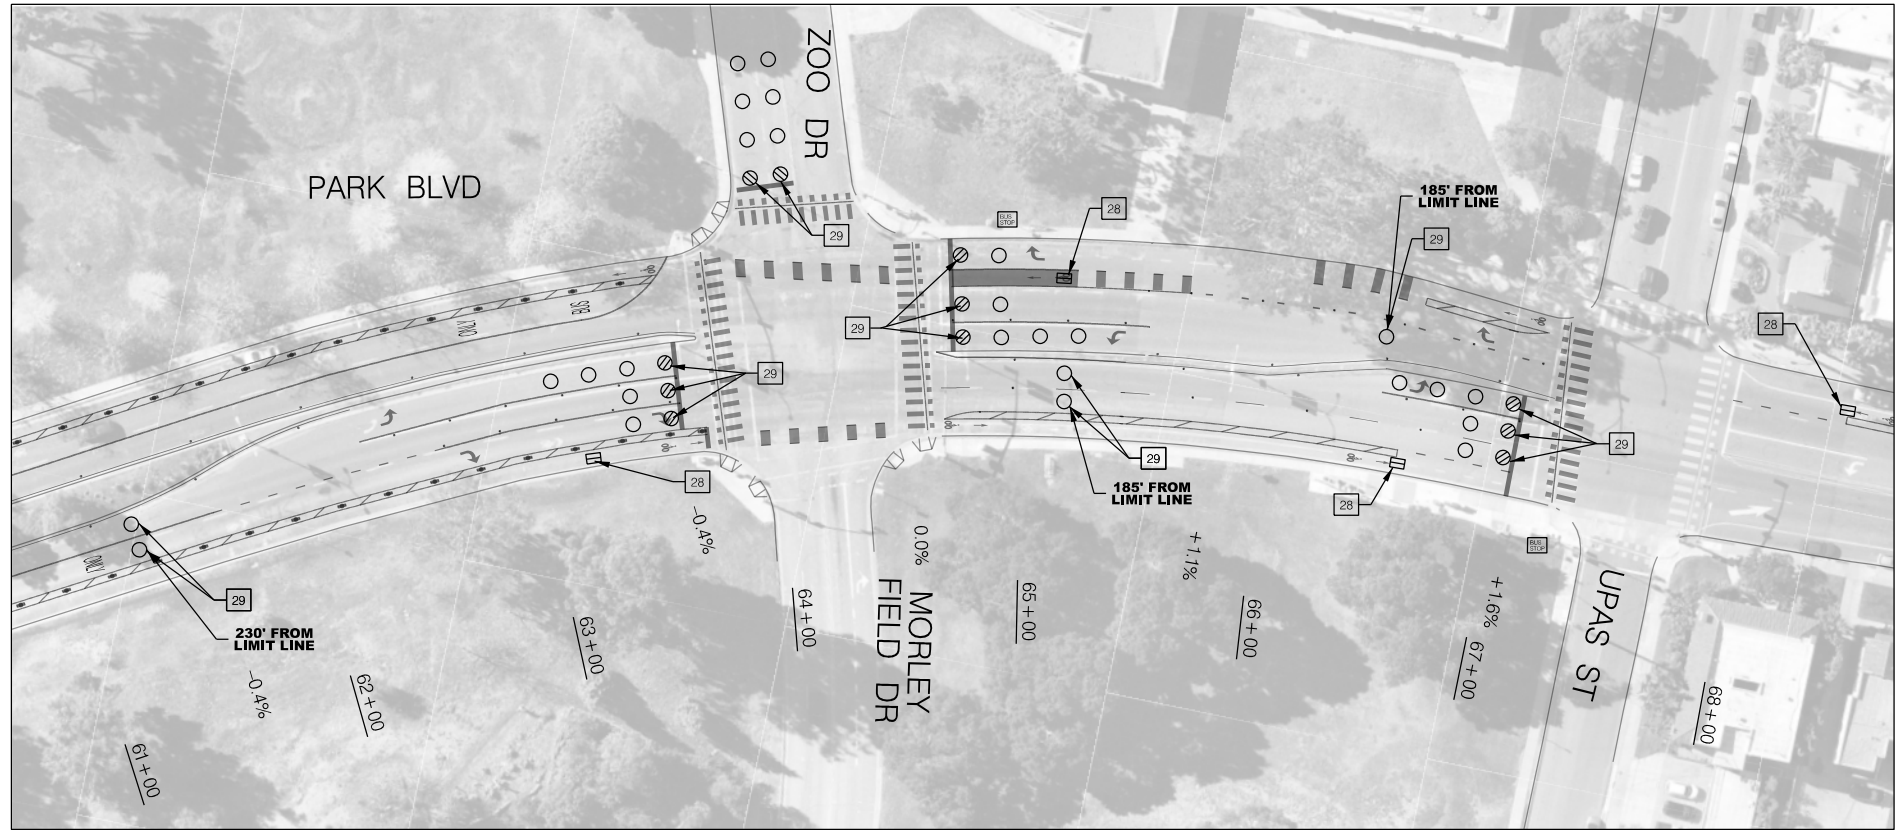 ZOO DR
PARK BLVD
185' FROM
LIMIT LINE
28
29
29
BUS
STOP
BUS
ONLY
28
29
29
29
28
29
185' FROM
LIMIT LINE
28
-0.4%
0.0%
+1.1%
BUS
STOP
ONLY
29
230' FROM
LIMIT LINE
-0.4%
61+00
62+00
63+00
64+00
MORLEY
FIELD DR
65+00
66+00
+1.6%
67+00
UPAS ST
68+00